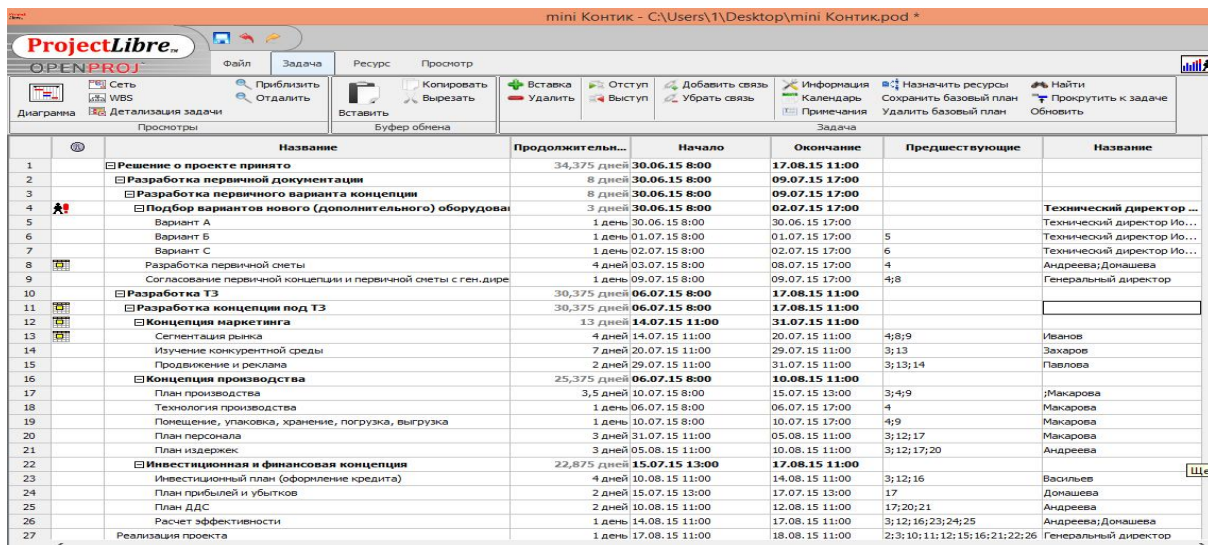 mini Контик - C:\Users\1\Desktop\mini Контик.pod *
ProjectLibre
OPENPROJ
Файл Задача Ресурс Просмотр
Диаграмма
Сеть
WBS
Детализация задачи
Приблизить
Отдалить
Просмотры
Вставить
Копировать
Вырезать
Буфер обмена
Вставка
Удалить
Отступ
Выступ
Добавить связь
Убрать связь
Информация
Календарь
Примечания
Назначить ресурсы
Сохранить базовый план
Удалить базовый план
Найти
Прокрутить к задаче
Обновить
Задача
Название Продолжительн... Начало Окончание Предшествующие Название
1 Решение о проекте принято 34,375 дней 30.06.15 8:00 17.08.15 11:00
2 Разработка первичной документации 8 дней 30.06.15 8:00 09.07.15 17:00
3 Разработка первичного варианта концепции 8 дней 30.06.15 8:00 09.07.15 17:00
4 Подбор вариантов нового (дополнительного) оборудова 3 дней 30.06.15 8:00 02.07.15 17:00 Технический директор ...
5 Вариант А 1 день 30.06.15 8:00 30.06.15 17:00 Технический директор Ио...
6 Вариант Б 1 день 01.07.15 8:00 01.07.15 17:00 5 Технический директор Ио...
7 Вариант С 1 день 02.07.15 8:00 02.07.15 17:00 6 Технический директор Ио...
8 Разработка первичной сметы 4 дней 03.07.15 8:00 08.07.15 17:00 4 Андреева;Домашева
9 Согласование первичной концепции и первичной сметы с ген.дире 1 день 09.07.15 8:00 09.07.15 17:00 4;8 Генеральный директор
10 Разработка ТЗ 30,375 дней 06.07.15 8:00 17.08.15 11:00
11 Разработка концепции под ТЗ 30,375 дней 06.07.15 8:00 17.08.15 11:00
12 Концепция маркетинга 13 дней 14.07.15 11:00 31.07.15 11:00
13 Сегментация рынка 4 дней 14.07.15 11:00 20.07.15 11:00 4;8;9 Иванов
14 Изучение конкурентной среды 7 дней 20.07.15 11:00 29.07.15 11:00 3;13 Захаров
15 Продвижение и реклама 2 дней 29.07.15 11:00 31.07.15 11:00 3;13;14 Павлова
16 Концепция производства 25,375 дней 06.07.15 8:00 10.08.15 11:00
17 План производства 3,5 дней 10.07.15 8:00 15.07.15 13:00 3;4;9 ;Макарова
18 Технология производства 1 день 06.07.15 8:00 06.07.15 17:00 4 Макарова
19 Помещение, упаковка, хранение, погрузка, выгрузка 1 день 10.07.15 8:00 10.07.15 17:00 4;9 Макарова
20 План персонала 3 дней 31.07.15 11:00 05.08.15 11:00 3;12;17 Макарова
21 План издержек 3 дней 05.08.15 11:00 10.08.15 11:00 3;12;17;20 Андреева
22 Инвестиционная и финансовая концепция 22,875 дней 15.07.15 13:00 17.08.15 11:00
Ще
23 Инвестиционный план (оформление кредита) 4 дней 10.08.15 11:00 14.08.15 11:00 3;12;16 Васильев
24 План прибылей и убытков 2 дней 15.07.15 13:00 17.07.15 13:00 17 Домашева
25 План ДДС 2 дней 10.08.15 11:00 12.08.15 11:00 17;20;21 Андреева
26 Расчет эффективности 1 день 14.08.15 11:00 17.08.15 11:00 3;12;16;23;24;25 Андреева;Домашева
27 Реализация проекта 1 день 17.08.15 11:00 18.08.15 11:00 2;3;10;11;12;15;16;21;22;26 Генеральный директор